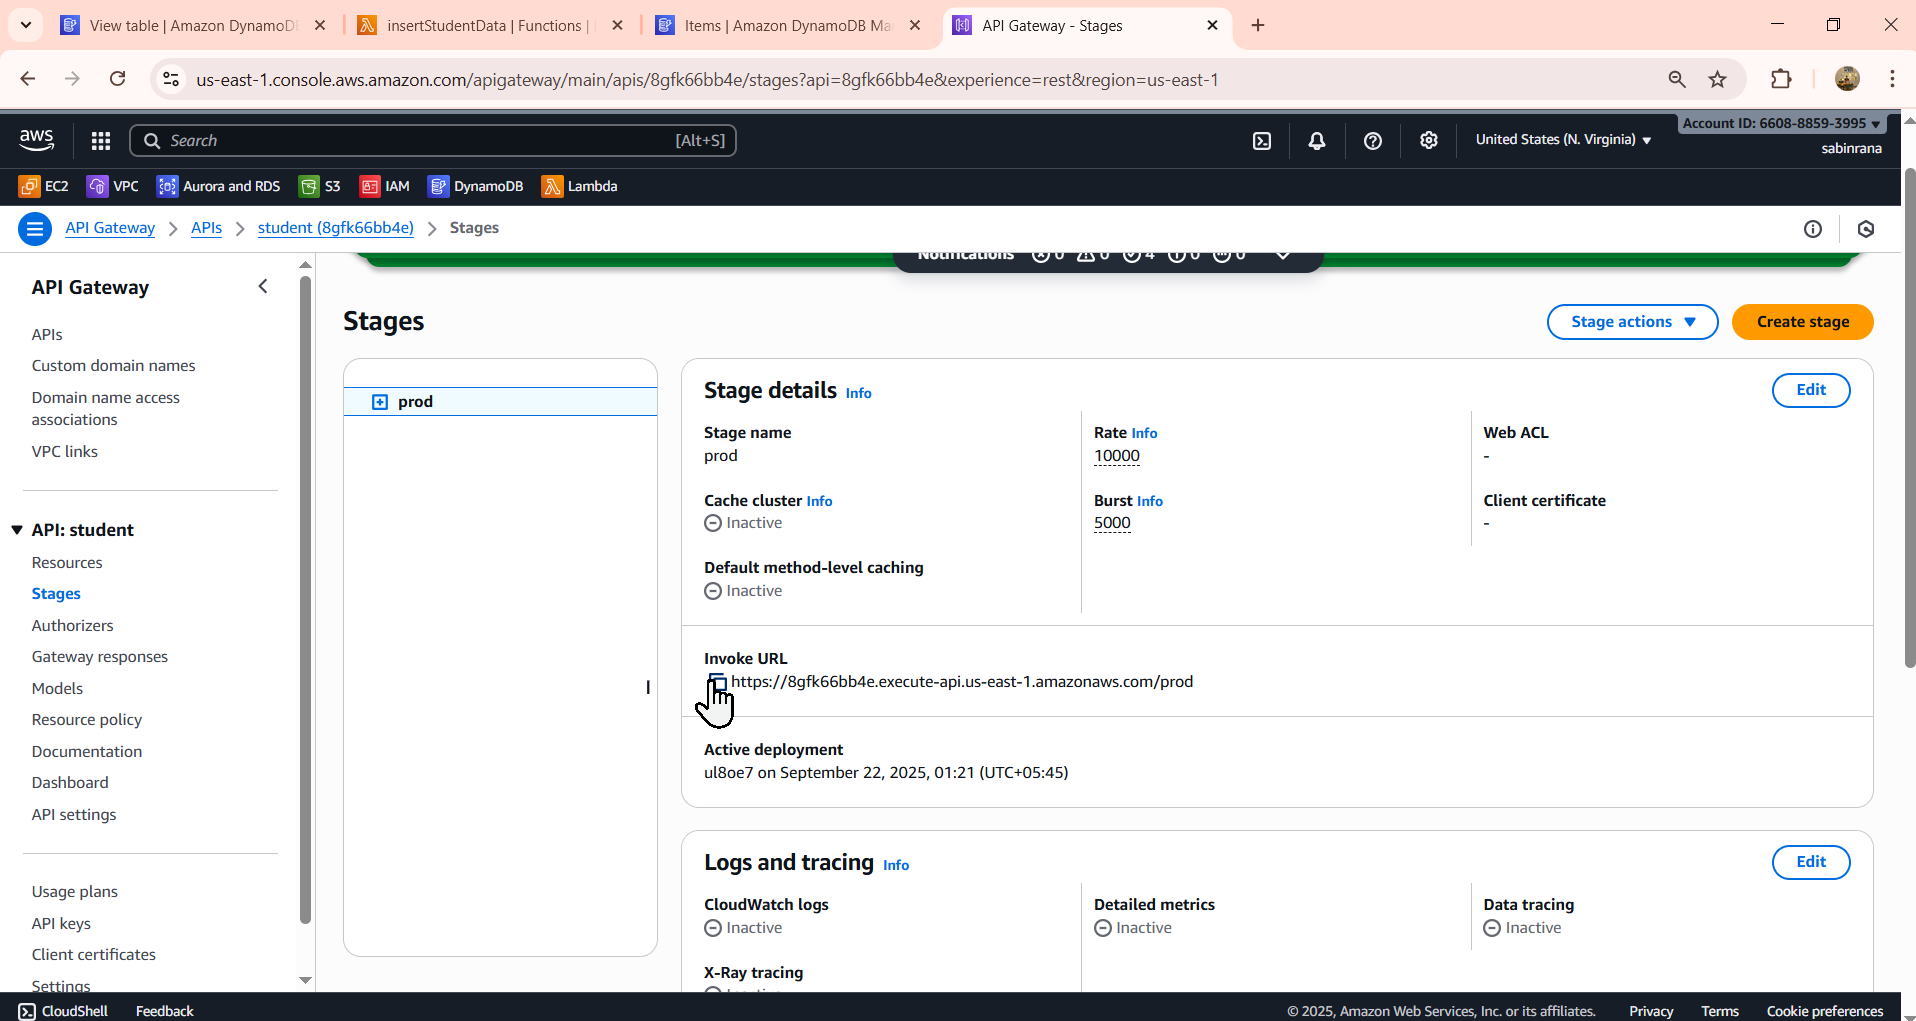 View table | Amazon DynamoDB
insertStudentData | Functions |
Items | Amazon DynamoDB Ma
API Gateway - Stages
us-east-1.console.aws.amazon.com/apigateway/main/apis/8gfk66bb4e/stages?api=8gfk66bb4e&experience=rest&region=us-east-1
aws
Search
[Alt+S]
United States (N. Virginia)
Account ID: 6608-8859-3995
sabinrana
EC2
VPC
Aurora and RDS
S3
IAM
DynamoDB
Lambda
API Gateway
APIs
student (8gfk66bb4e)
Stages
Notifications 0 0 4 0 0
API Gateway
APIs
Custom domain names
Domain name access
associations
VPC links
API: student
Resources
Stages
Authorizers
Gateway responses
Models
Resource policy
Documentation
Dashboard
API settings
Usage plans
API keys
Client certificates
Settings
Stages
Stage actions
Create stage
prod
Stage details Info
Edit
Stage name
prod
Rate Info
10000
Web ACL
-
Cache cluster Info
Inactive
Burst Info
5000
Client certificate
-
Default method-level caching
Inactive
Invoke URL
https://8gfk66bb4e.execute-api.us-east-1.amazonaws.com/prod
Active deployment
ul8oe7 on September 22, 2025, 01:21 (UTC+05:45)
Logs and tracing Info
Edit
CloudWatch logs
Inactive
Detailed metrics
Inactive
Data tracing
Inactive
X-Ray tracing
CloudShell
Feedback
© 2025, Amazon Web Services, Inc. or its affiliates.
Privacy
Terms
Cookie preferences